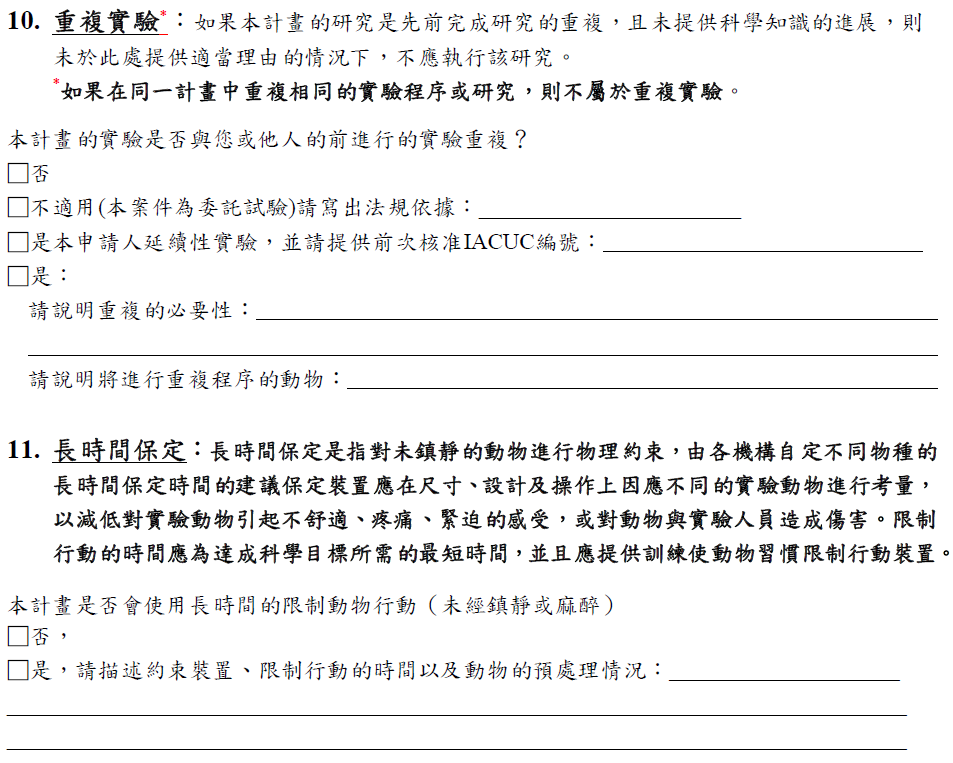 10. 重複實驗*：如果本計畫的研究是先前完成研究的重複，且未提供科學知識的進展，則
未於此處提供適當理由的情況下，不應執行該研究。
*如果在同一計畫中重複相同的實驗程序或研究，則不屬於重複實驗。
本計畫的實驗是否與您或他人的前進行的實驗重複？
□否
□不適用(本案件為委託試驗)請寫出法規依據：
□是本申請人延續性實驗，並請提供前次核准IACUC編號：
□是：
請說明重複的必要性：
請說明將進行重複程序的動物：
11. 長時間保定：長時間保定是指對未鎮靜的動物進行物理約束，由各機構自定不同物種的
長時間保定時間的建議保定裝置應在尺寸、設計及操作上因應不同的實驗動物進行考量，
以減低對實驗動物引起不舒適、疼痛、緊迫的感受，或對動物與實驗人員造成傷害。限制
行動的時間應為達成科學目標所需的最短時間，並且應提供訓練使動物習慣限制行動裝置。
本計畫是否會使用長時間的限制動物行動（未經鎮靜或麻醉）
□否，
□是，請描述約束裝置、限制行動的時間以及動物的預處理情況：